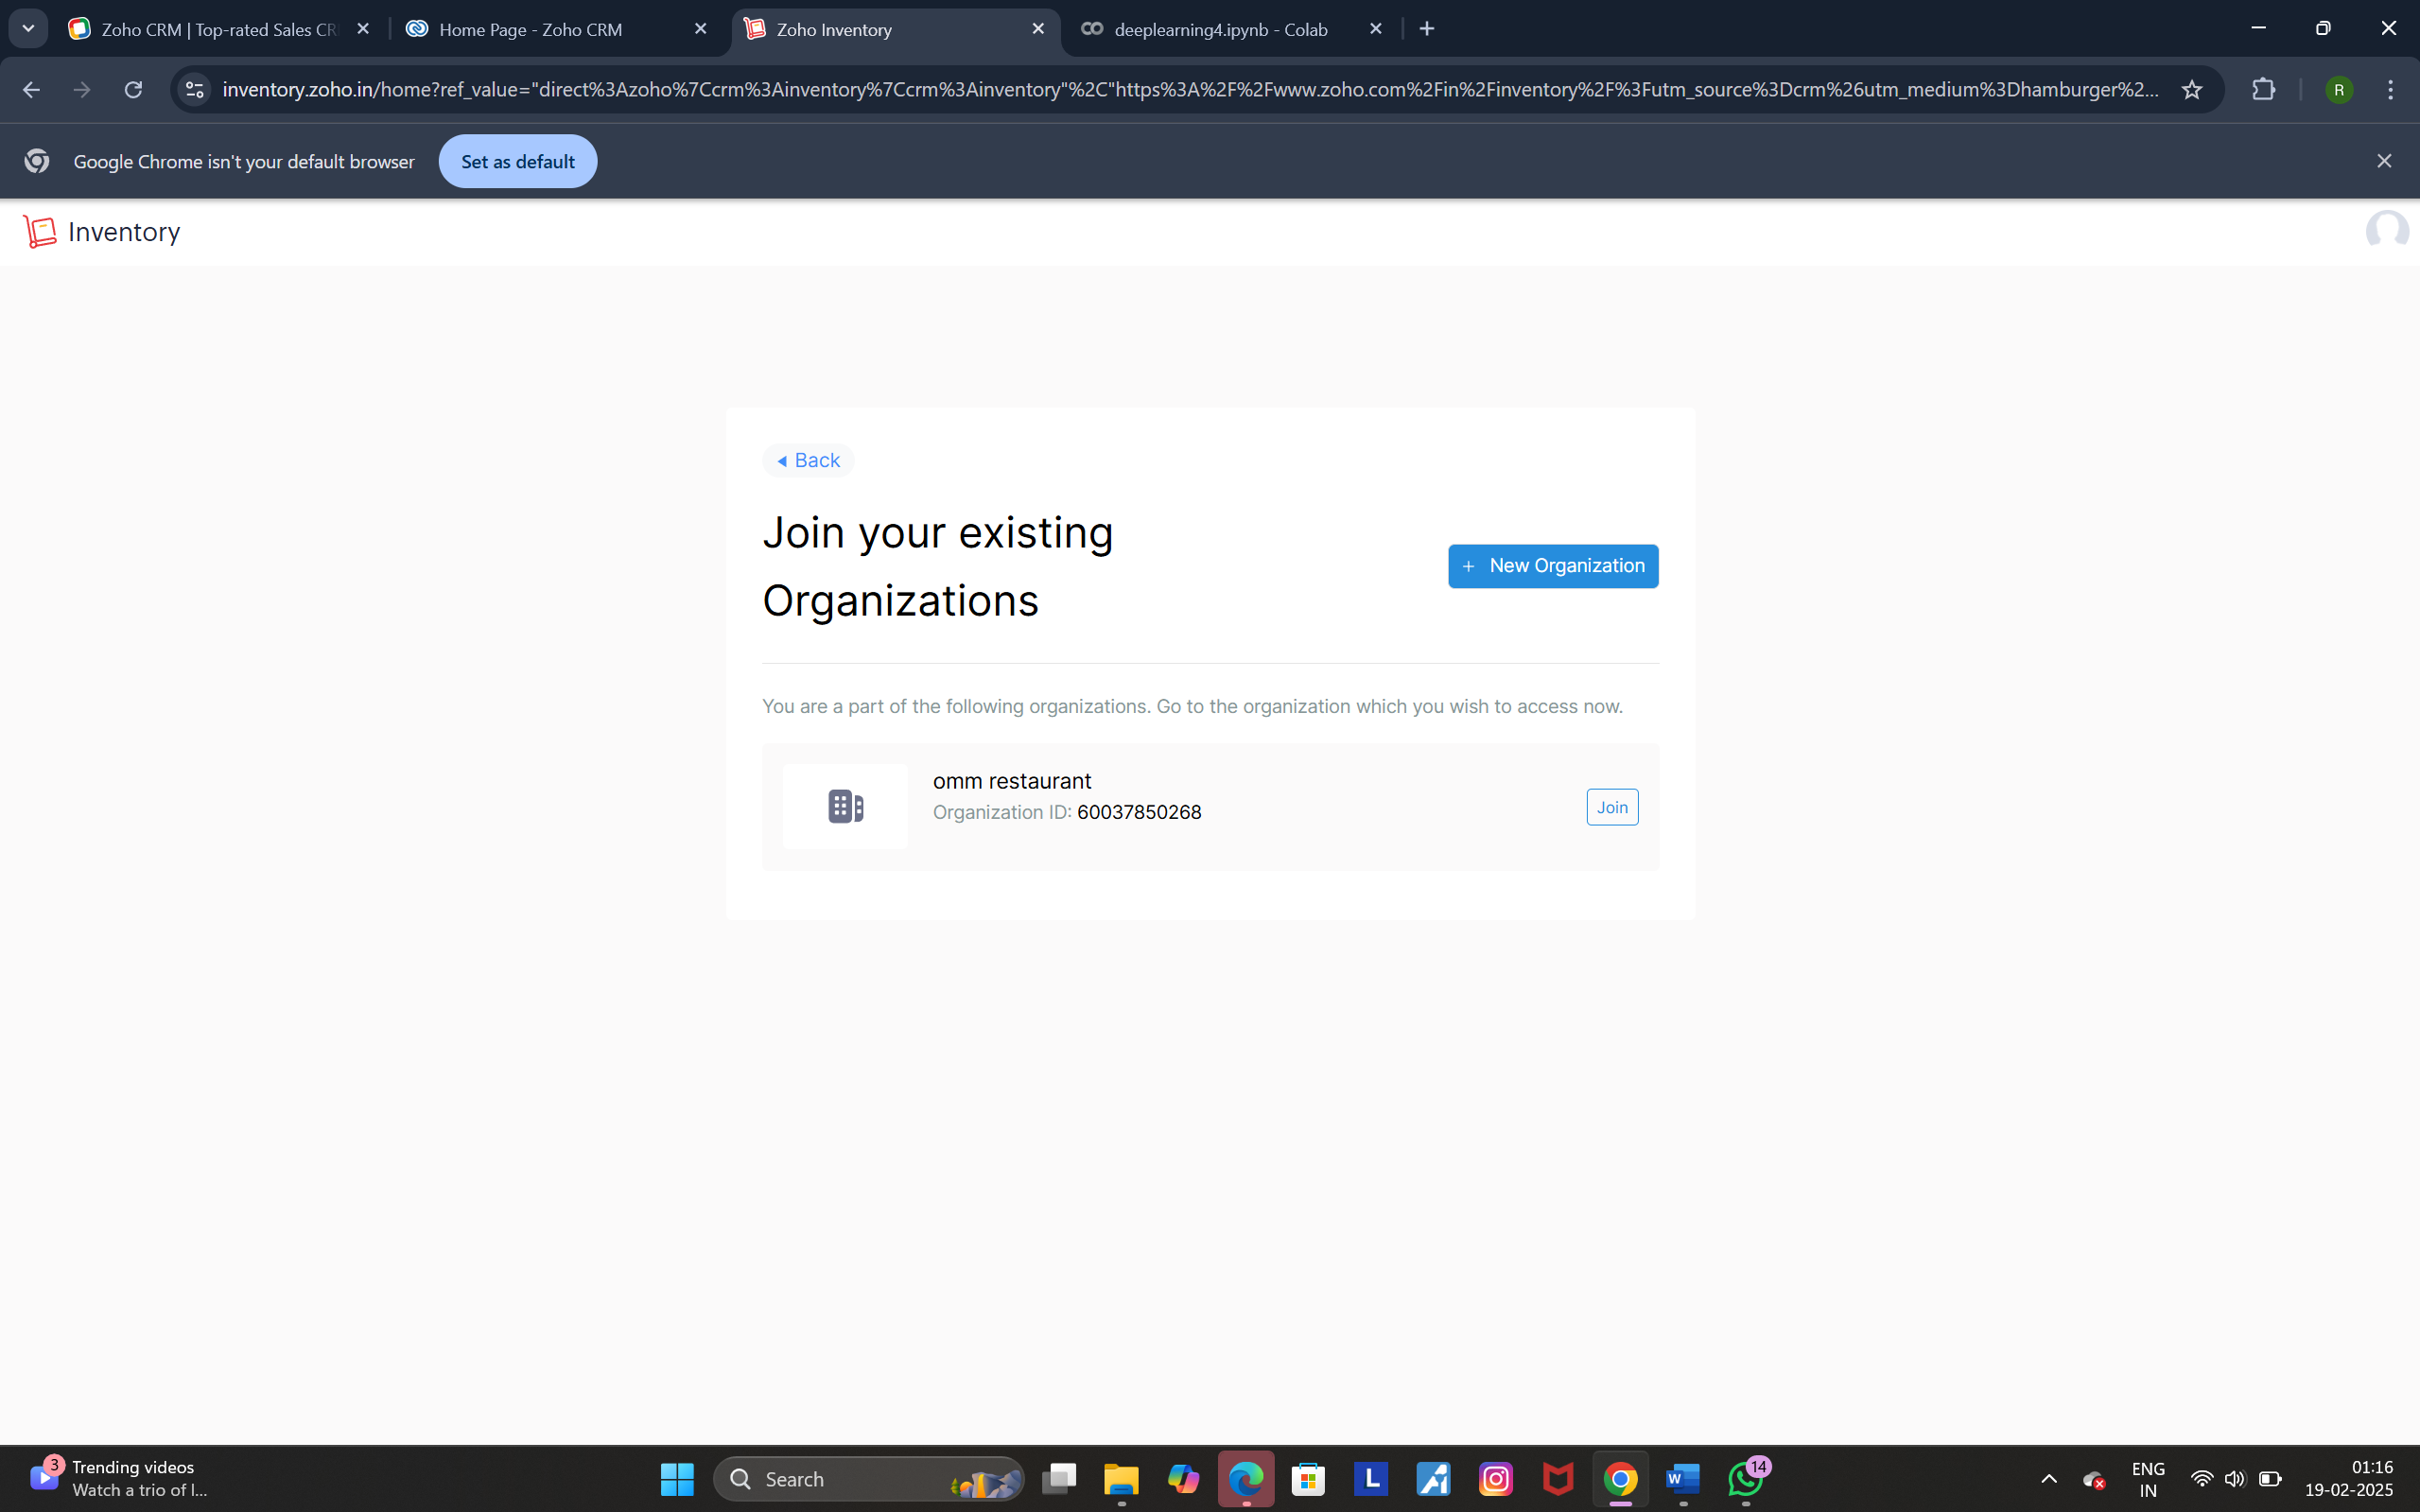 Zoho CRM | Top-rated Sales CR
Home Page - Zoho CRM
Zoho Inventory
deeplearning4.ipynb - Colab
inventory.zoho.in/home?ref_value="direct%3Azoho%7Ccrm%3Ainventory%7Ccrm%3Ainventory"%2C"https%3A%2F%2Fwww.zoho.com%2Fin%2Finventory%2F%3Futm_source%3Dcrm%26utm_medium%3Dhamburger%2...
R
Google Chrome isn't your default browser
Set as default
Inventory
Back
Join your existing
Organizations
+ New Organization
You are a part of the following organizations. Go to the organization which you wish to access now.
omm restaurant
Organization ID: 60037850268
Join
3
Trending videos
Watch a trio of l...
Search
L
W
14
ENG
IN
01:16
19-02-2025